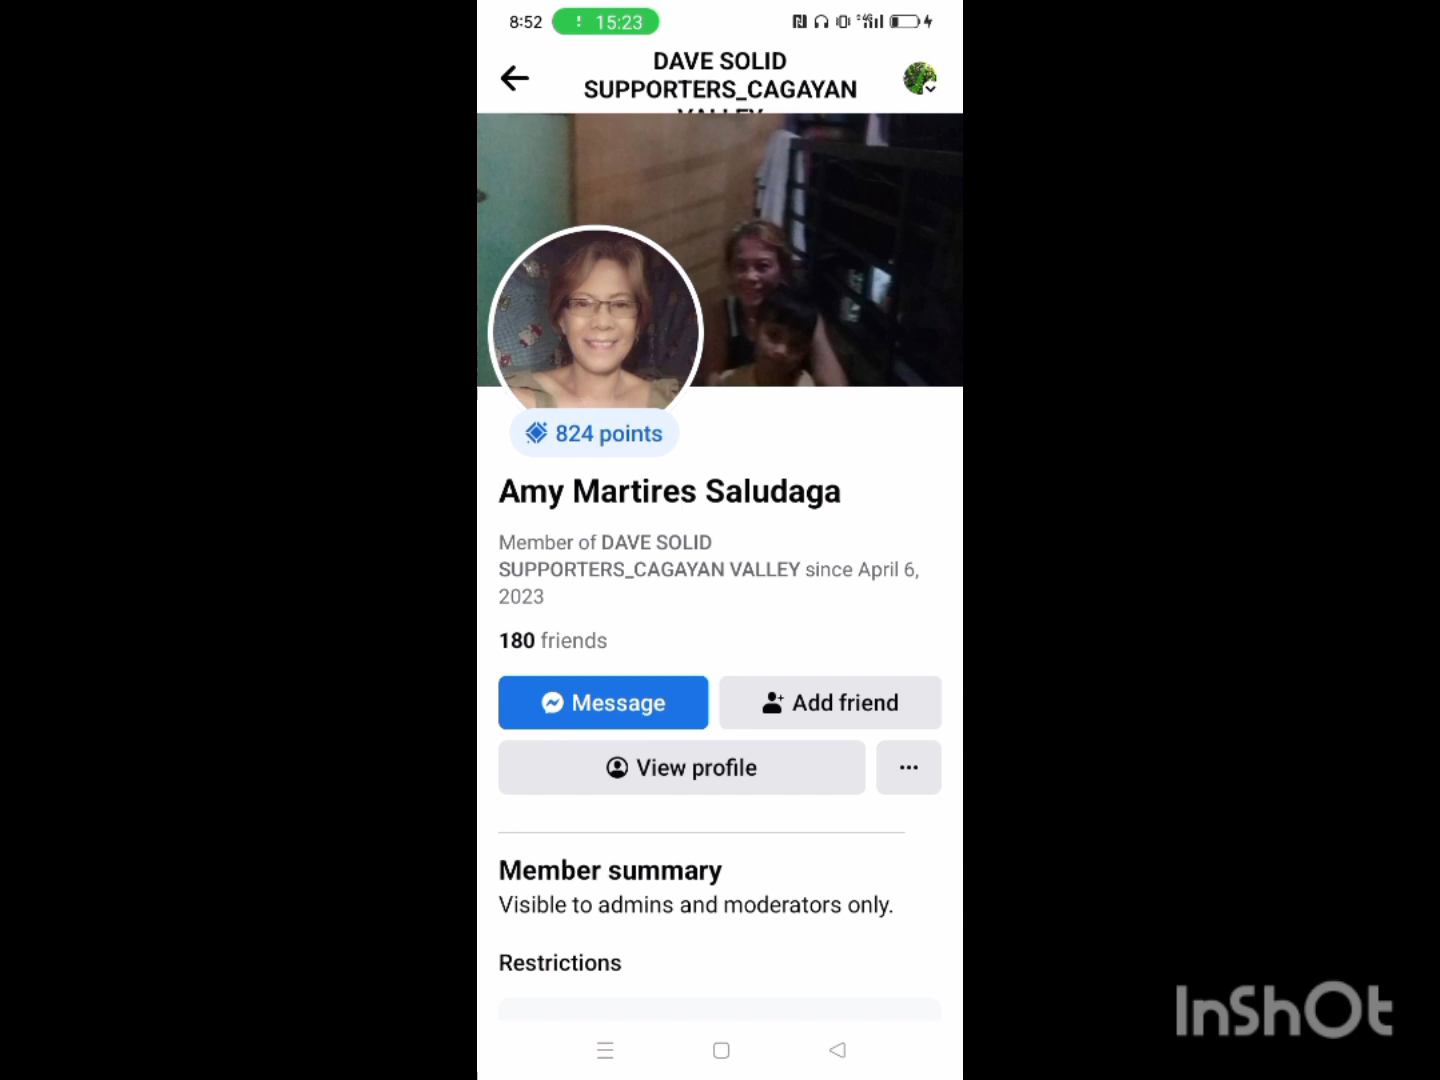 8:52
15:23
DAVE SOLID
SUPPORTERS_CAGAYAN
VALLEY
824 points
Amy Martires Saludaga
Member of DAVE SOLID
SUPPORTERS_CAGAYAN VALLEY since April 6,
2023
180 friends
Message
Add friend
View profile
Member summary
Visible to admins and moderators only.
Restrictions
InShOt